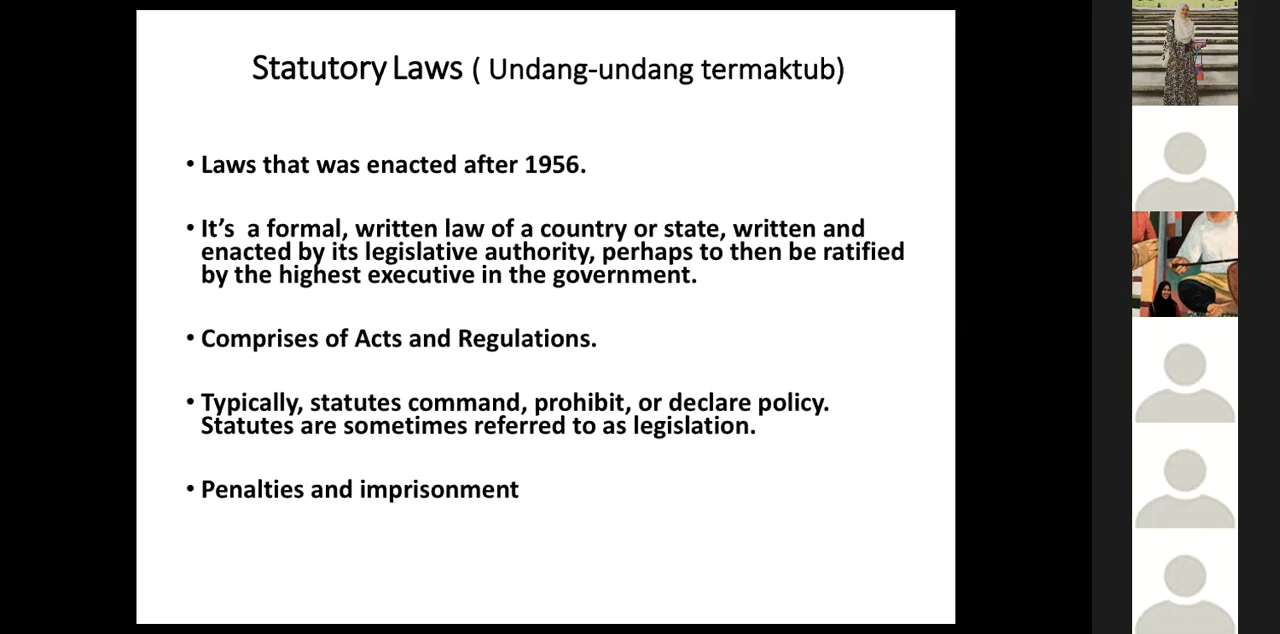 Statutory Laws ( Undang-undang termaktub)
• Laws that was enacted after 1956.
• It’s  a formal, written law of a country or state, written and
enacted by its legislative authority, perhaps to then be ratified
by the highest executive in the government.
• Comprises of Acts and Regulations.
• Typically, statutes command, prohibit, or declare policy.
Statutes are sometimes referred to as legislation.
• Penalties and imprisonment